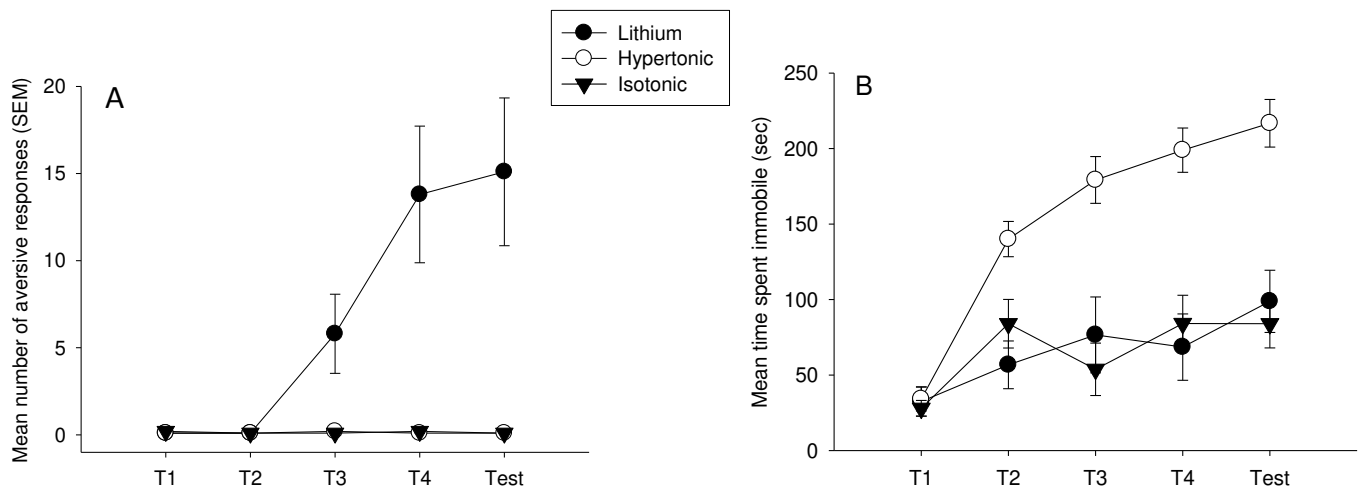 Lithium
Hypertonic
Isotonic
A
Mean number of aversive responses (SEM)
20
15
10
5
0
T1 T2 T3 T4 Test
B
Mean time spent immobile (sec)
250
200
150
100
50
0
T1 T2 T3 T4 Test